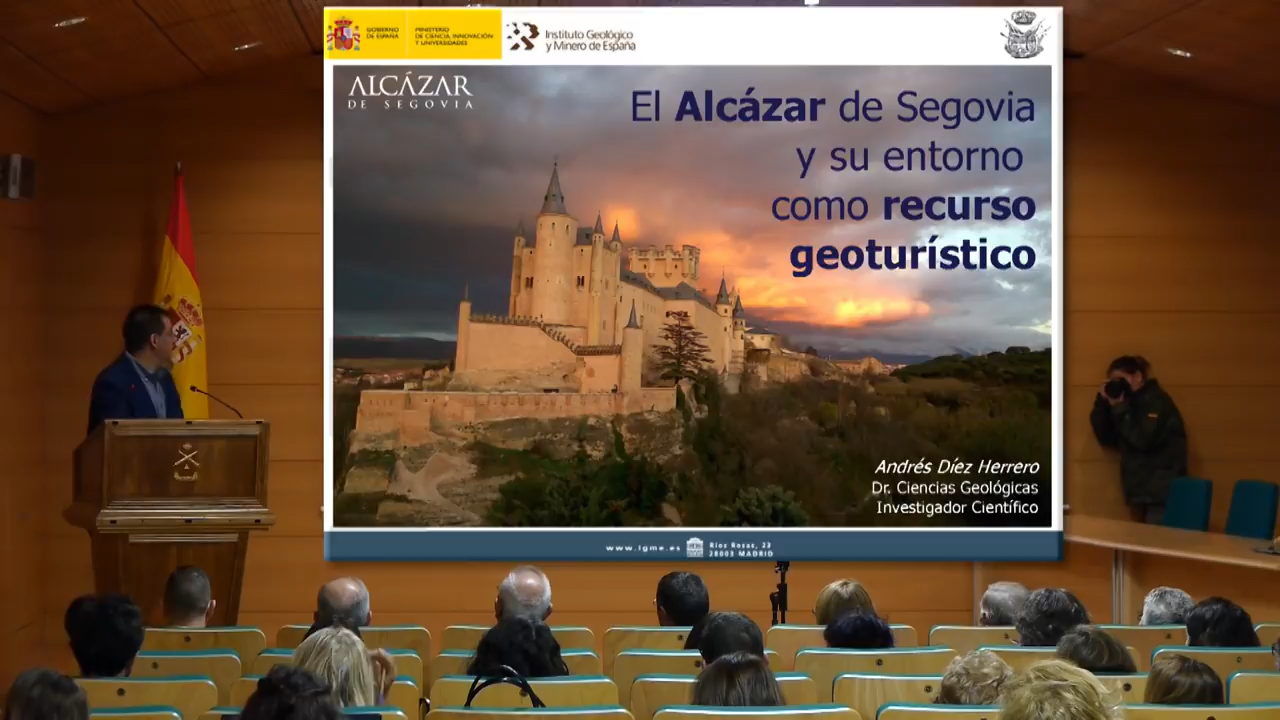 GOBIERNO
DE ESPAÑA
MINISTERIO
DE CIENCIA, INNOVACIÓN
Y UNIVERSIDADES
Instituto Geológico
y Minero de España
ALCÁZAR
DE SEGOVIA
El Alcázar de Segovia
y su entorno
como recurso
geoturístico
Andrés Díez Herrero
Dr. Ciencias Geológicas
Investigador Científico
www.igme.es
Ríos Rosas, 23
28003 MADRID